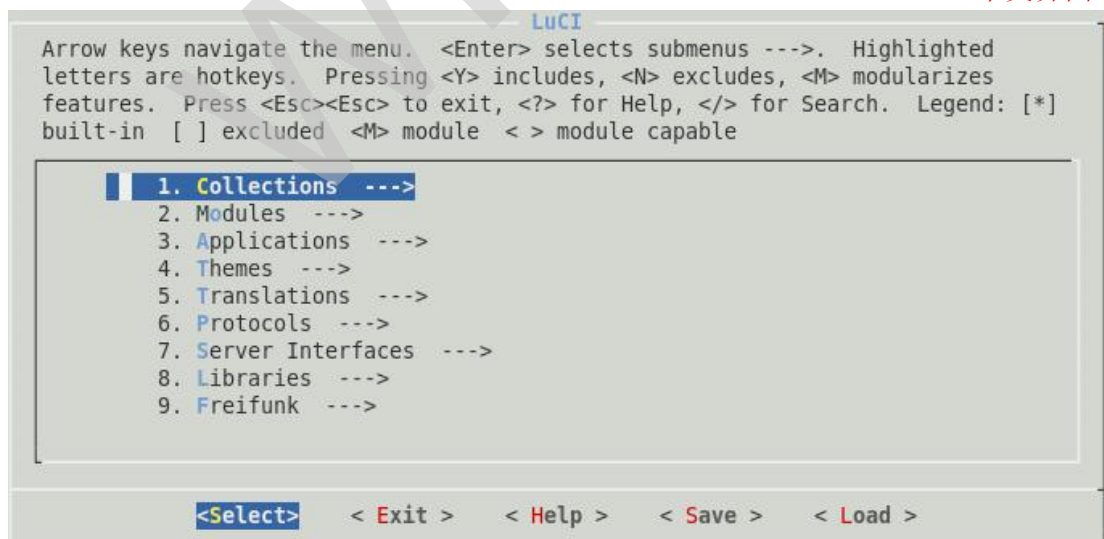 LuCI
Arrow keys navigate the menu.  <Enter> selects submenus --->.  Highlighted
letters are hotkeys.  Pressing <Y> includes, <N> excludes, <M> modularizes
features.  Press <Esc><Esc> to exit, <?> for Help, </> for Search.  Legend: [*]
built-in  [ ] excluded  <M> module  < > module capable
1. Collections  --->
2. Modules  --->
3. Applications  --->
4. Themes  --->
5. Translations  --->
6. Protocols  --->
7. Server Interfaces  --->
8. Libraries  --->
9. Freifunk  --->
<Select>    < Exit >    < Help >    < Save >    < Load >